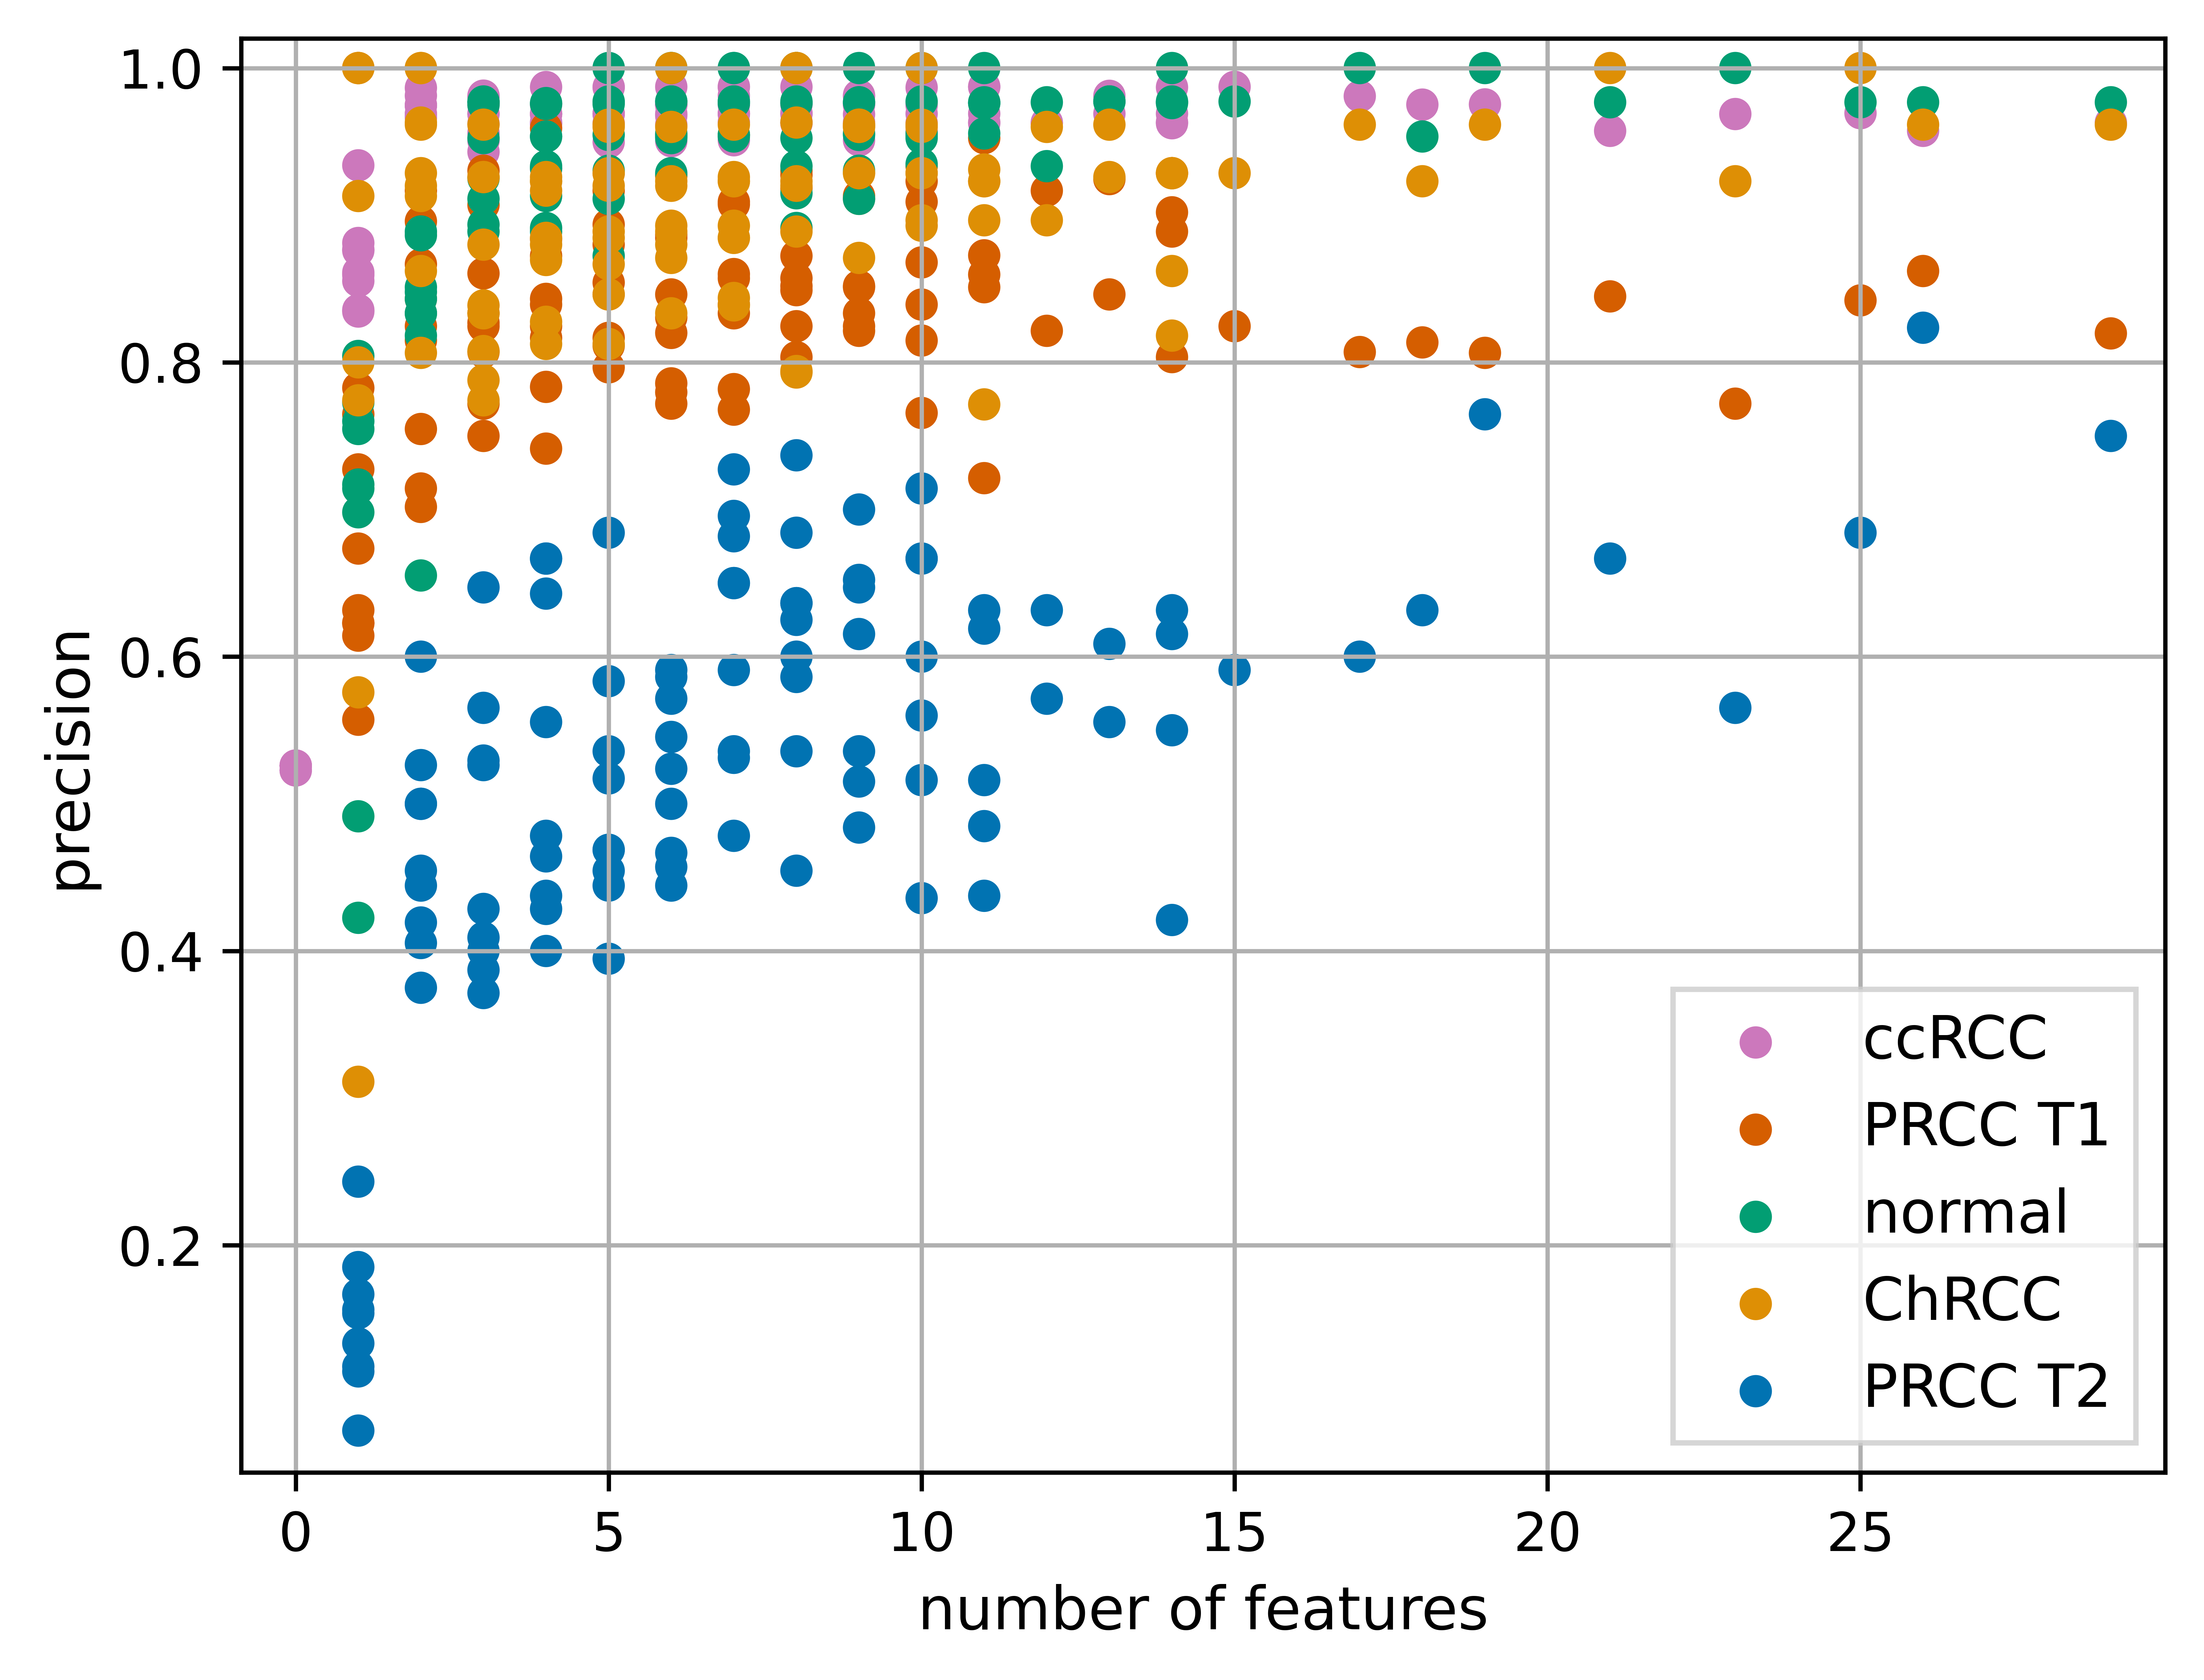 1.0
0.8
0.6
0.4
0.2
precision
0 5 10 15 20 25
number of features
ccRCC
PRCC T1
normal
ChRCC
PRCC T2